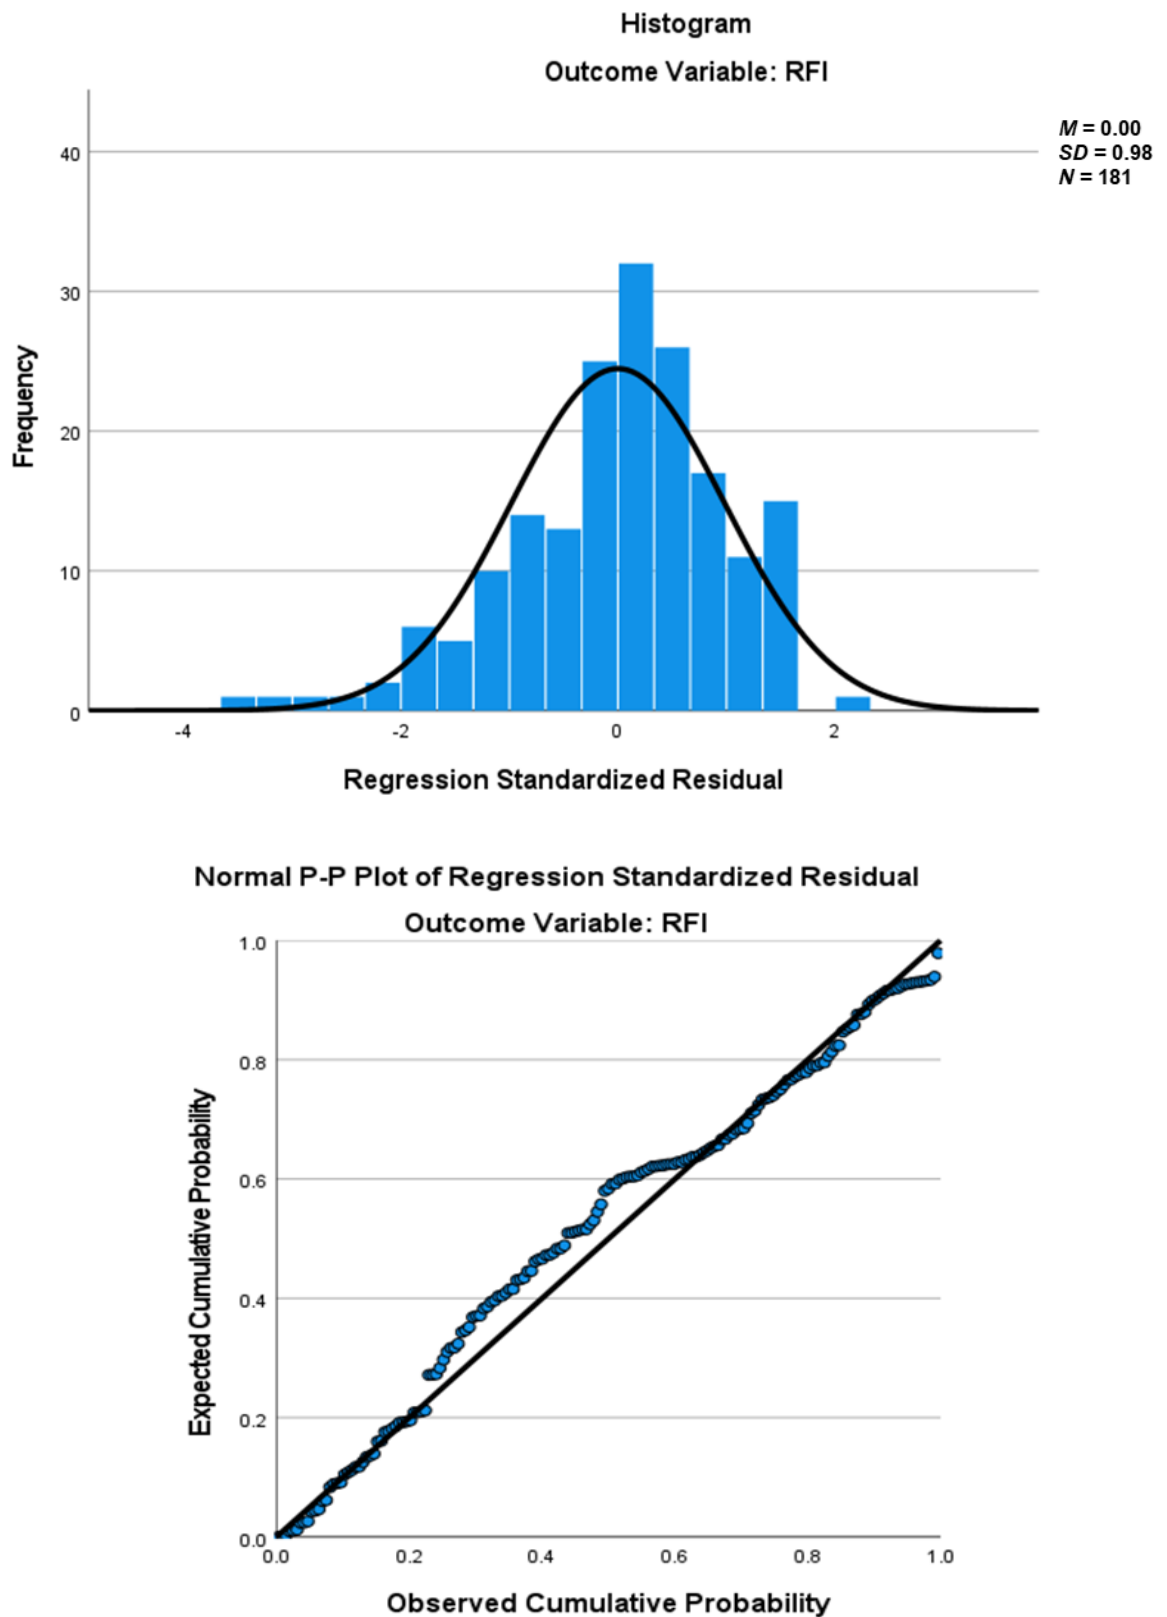 Histogram
Outcome Variable: RFI
M = 0.00
SD = 0.98
N = 181
40
30
20
10
0
Frequency
-4 -2 0 2
Regression Standardized Residual
Normal P-P Plot of Regression Standardized Residual
Outcome Variable: RFI
1.0
0.8
0.6
0.4
0.2
0.0
Expected Cumulative Probability
0.0 0.2 0.4 0.6 0.8 1.0
Observed Cumulative Probability